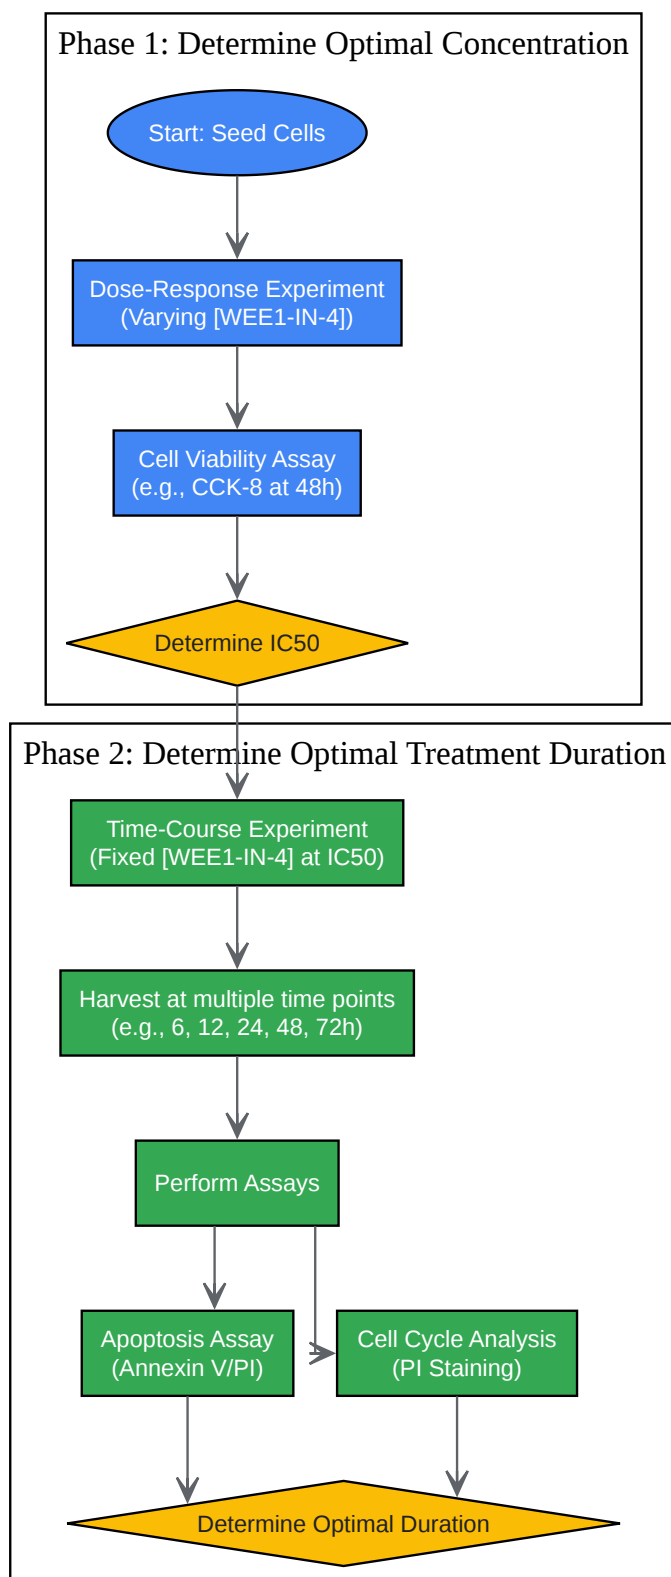 Phase 1: Determine Optimal Concentration
Start: Seed Cells
Dose-Response Experiment
(Varying [WEE1-IN-4])
Cell Viability Assay
(e.g., CCK-8 at 48h)
Determine IC50
Phase 2: Determine Optimal Treatment Duration
Time-Course Experiment
(Fixed [WEE1-IN-4] at IC50)
Harvest at multiple time points
(e.g., 6, 12, 24, 48, 72h)
Perform Assays
Apoptosis Assay
(Annexin V/PI)
Cell Cycle Analysis
(PI Staining)
Determine Optimal Duration